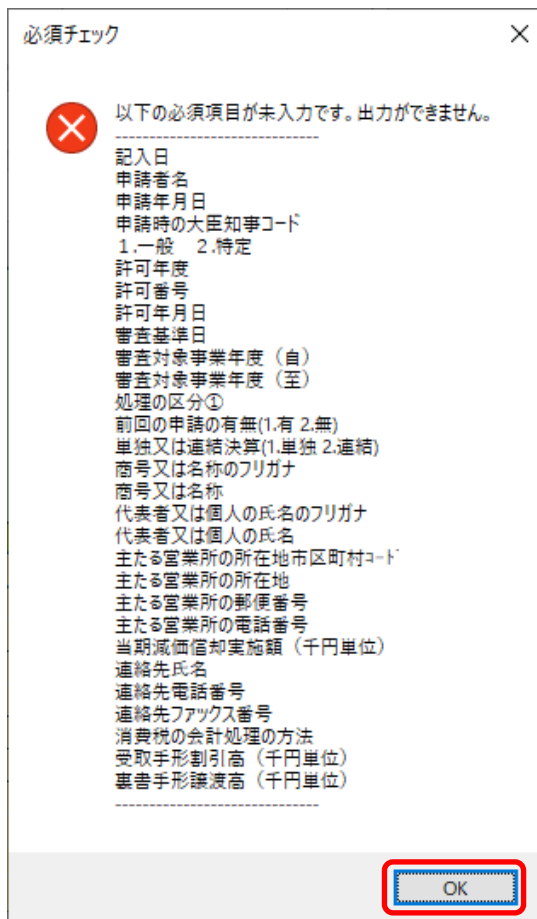 必須チェック
以下の必須項目が未入力です。出力ができません。
-----------------------------
記入日
申請者名
申請年月日
申請時の大臣知事コード
１.一般　２.特定
許可年度
許可番号
許可年月日
審査基準日
審査対象事業年度（自）
審査対象事業年度（至）
処理の区分①
前回の申請の有無(1.有 2.無)
単独又は連結決算(1.単独 2.連結)
商号又は名称のフリガナ
商号又は名称
代表者又は個人の氏名のフリガナ
代表者又は個人の氏名
主たる営業所の所在地市区町村ｺｰﾄﾞ
主たる営業所の所在地
主たる営業所の郵便番号
主たる営業所の電話番号
当期減価償却実施額（千円単位）
連絡先氏名
連絡先電話番号
連絡先ファックス番号
消費税の会計処理の方法
受取手形割引高（千円単位）
裏書手形譲渡高（千円単位）
-----------------------------
OK